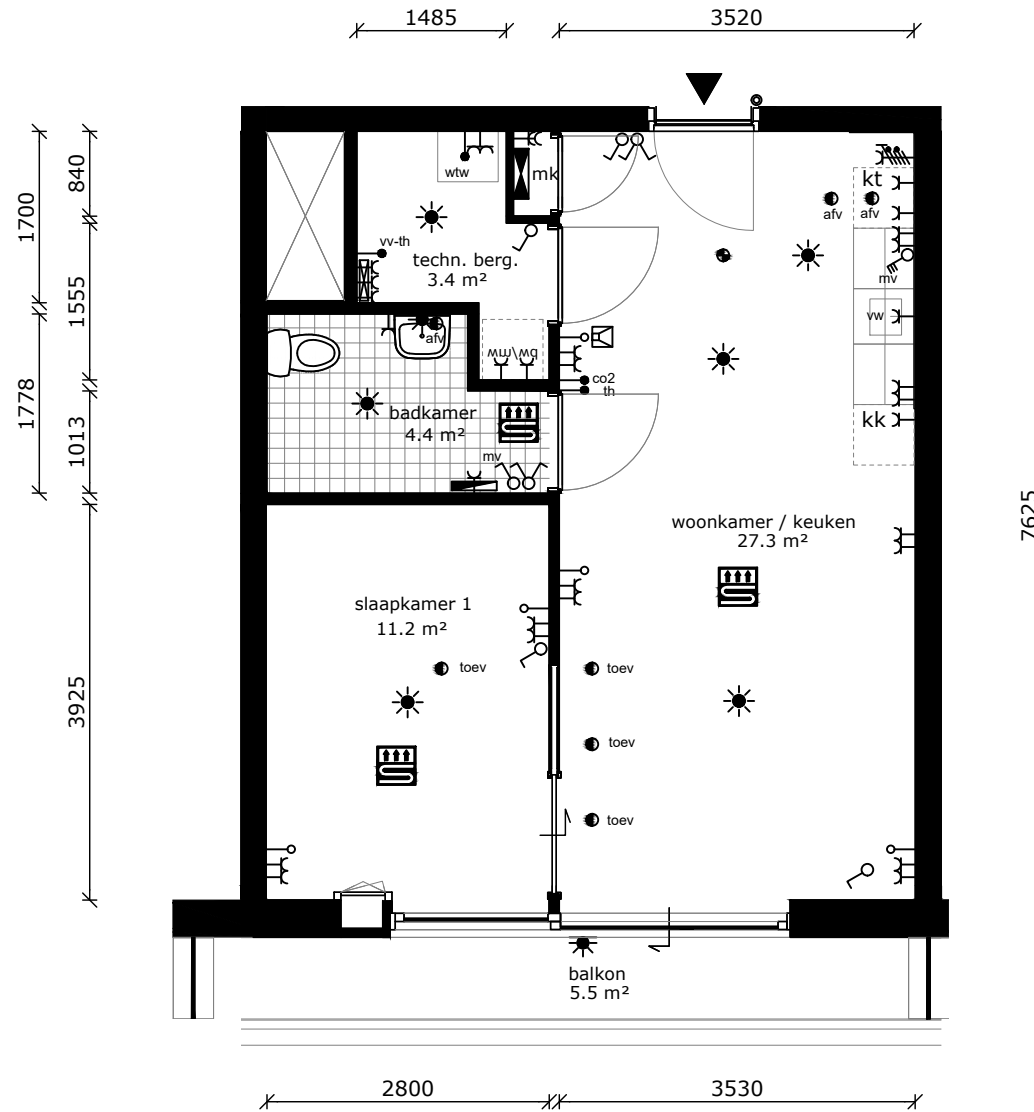 1485
3520
840
1700
1555
1778
1013
3925
7625
wtw
mk
kt
afv
afv
vv-th
techn. berg.
3.4 m²
mv
vw
afv
wm\wd
co2
th
badkamer
4.4 m²
kk
mv
woonkamer / keuken
27.3 m²
slaapkamer 1
11.2 m²
toev
toev
toev
toev
balkon
5.5 m²
2800
3530